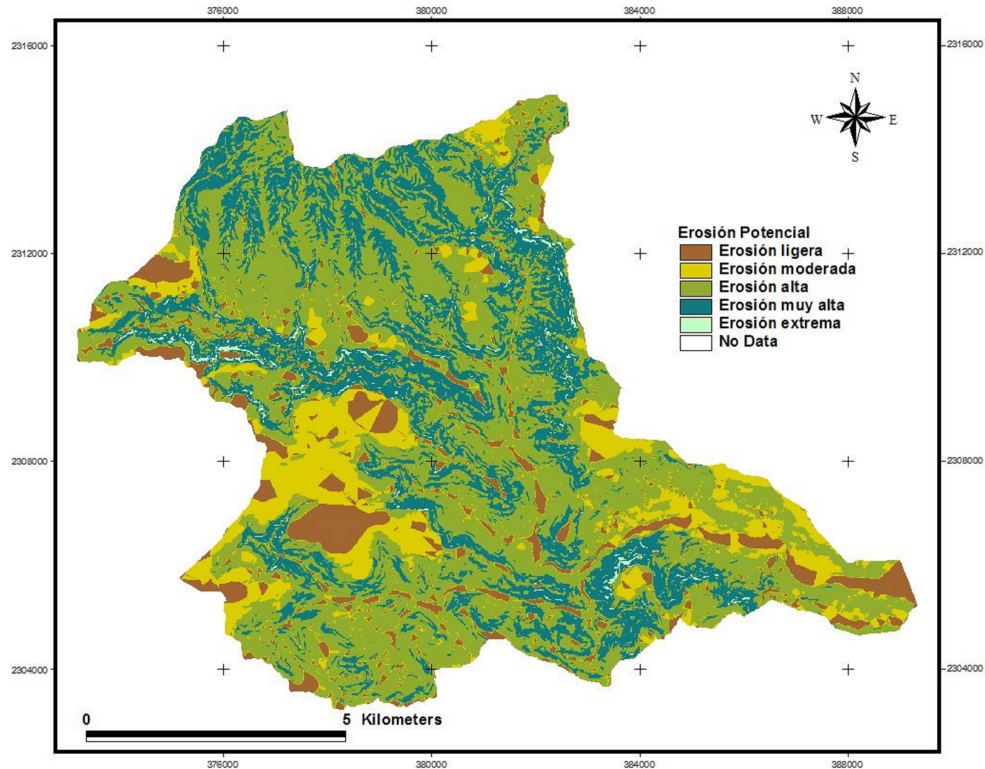 376000 380000 384000 388000
2316000 2316000
N
W E
S
Erosión Potencial
2312000 2312000
Erosión ligera
Erosión moderada
Erosión alta
Erosión muy alta
Erosión extrema
No Data
2308000 2308000
2304000 2304000
0 5 Kilometers
376000 380000 384000 388000